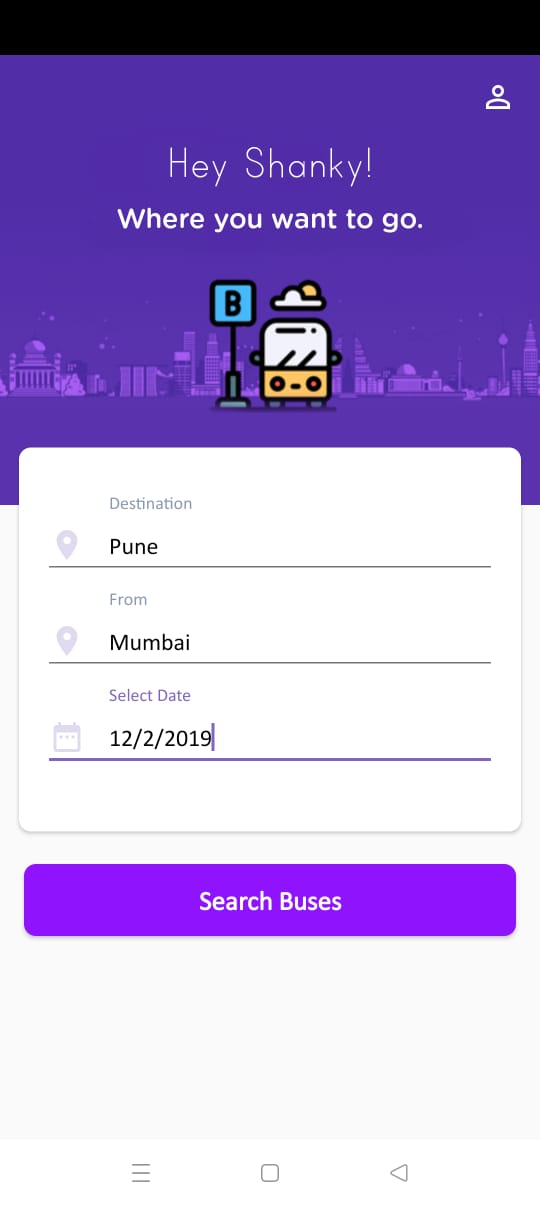 Hey Shanky!
Where you want to go.
B
Destination
Pune
From
Mumbai
Select Date
12/2/2019
Search Buses